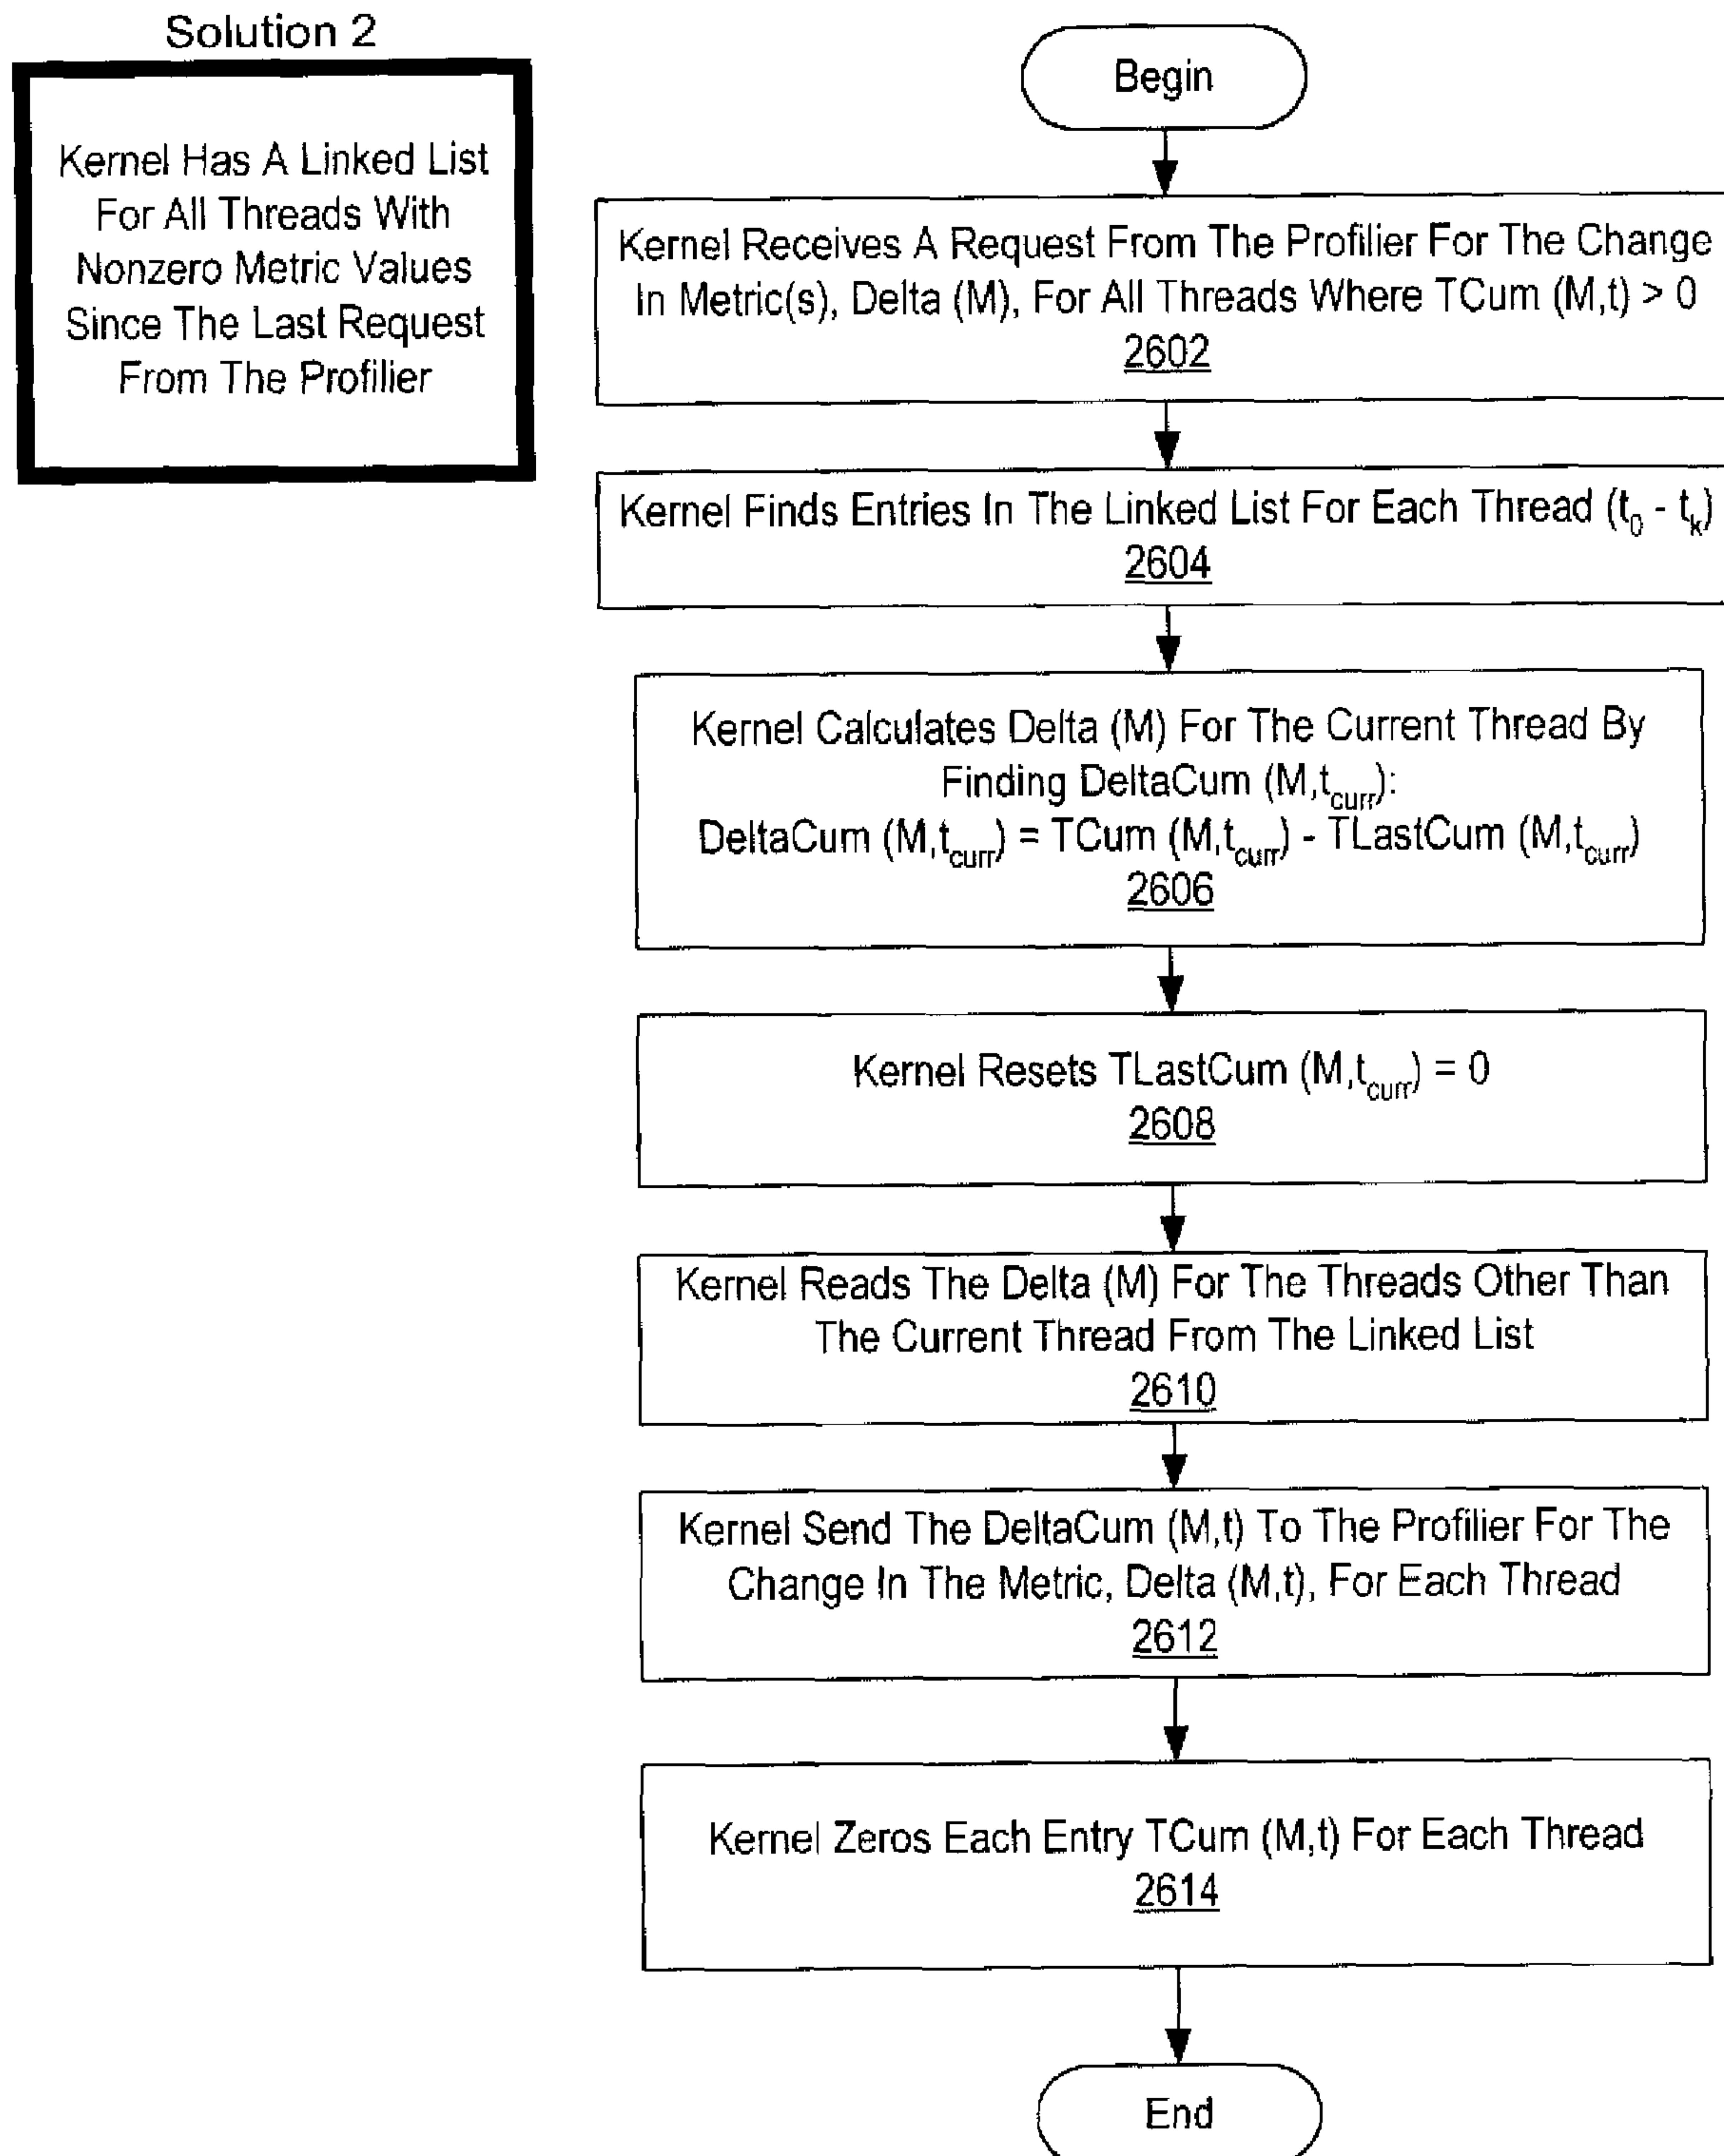 Solution 2
Kernel Has A Linked List
For All Threads With
Nonzero Metric Values
Since The Last Request
From The Profilier
Begin
Kernel Receives A Request From The Profilier For The Change
In Metric(s), Delta (M), For All Threads Where TCum (M,t) > 0
2602
Kernel Finds Entries In The Linked List For Each Thread (t0 - tk)
2604
Kernel Calculates Delta (M) For The Current Thread By
Finding DeltaCum (M,tcurr):
DeltaCum (M,tcurr) = TCum (M,tcurr) - TLastCum (M,tcurr)
2606
Kernel Resets TLastCum (M,tcurr) = 0
2608
Kernel Reads The Delta (M) For The Threads Other Than
The Current Thread From The Linked List
2610
Kernel Send The DeltaCum (M,t) To The Profilier For The
Change In The Metric, Delta (M,t), For Each Thread
2612
Kernel Zeros Each Entry TCum (M,t) For Each Thread
2614
End